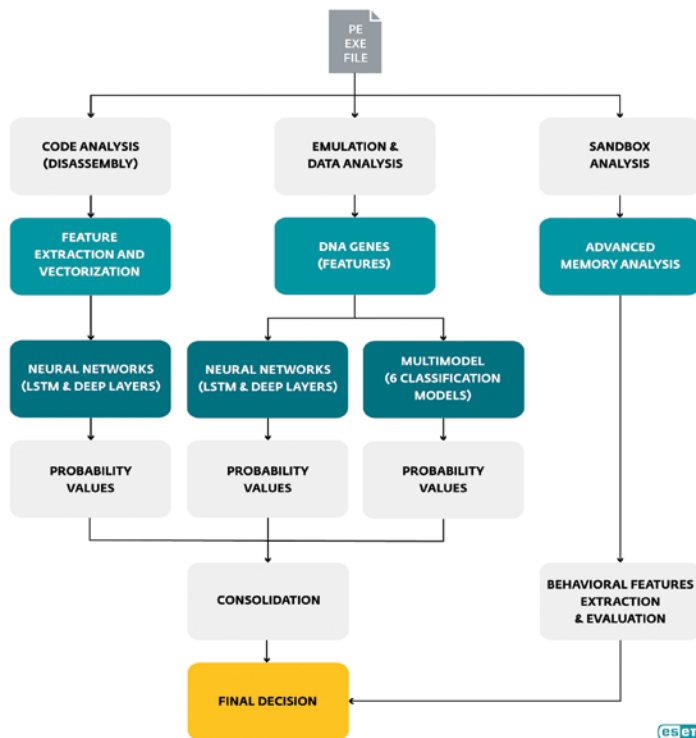 PE
EXE
FILE
CODE ANALYSIS
(DISASSEMBLY)
EMULATION &
DATA ANALYSIS
SANDBOX
ANALYSIS
FEATURE
EXTRACTION AND
VECTORIZATION
DNA GENES
(FEATURES)
ADVANCED
MEMORY ANALYSIS
NEURAL NETWORKS
(LSTM & DEEP LAYERS)
NEURAL NETWORKS
(LSTM & DEEP LAYERS)
MULTIMODEL
(6 CLASSIFICATION
MODELS)
PROBABILITY
VALUES
PROBABILITY
VALUES
PROBABILITY
VALUES
CONSOLIDATION
BEHAVIORAL FEATURES
EXTRACTION
& EVALUATION
FINAL DECISION
eseT